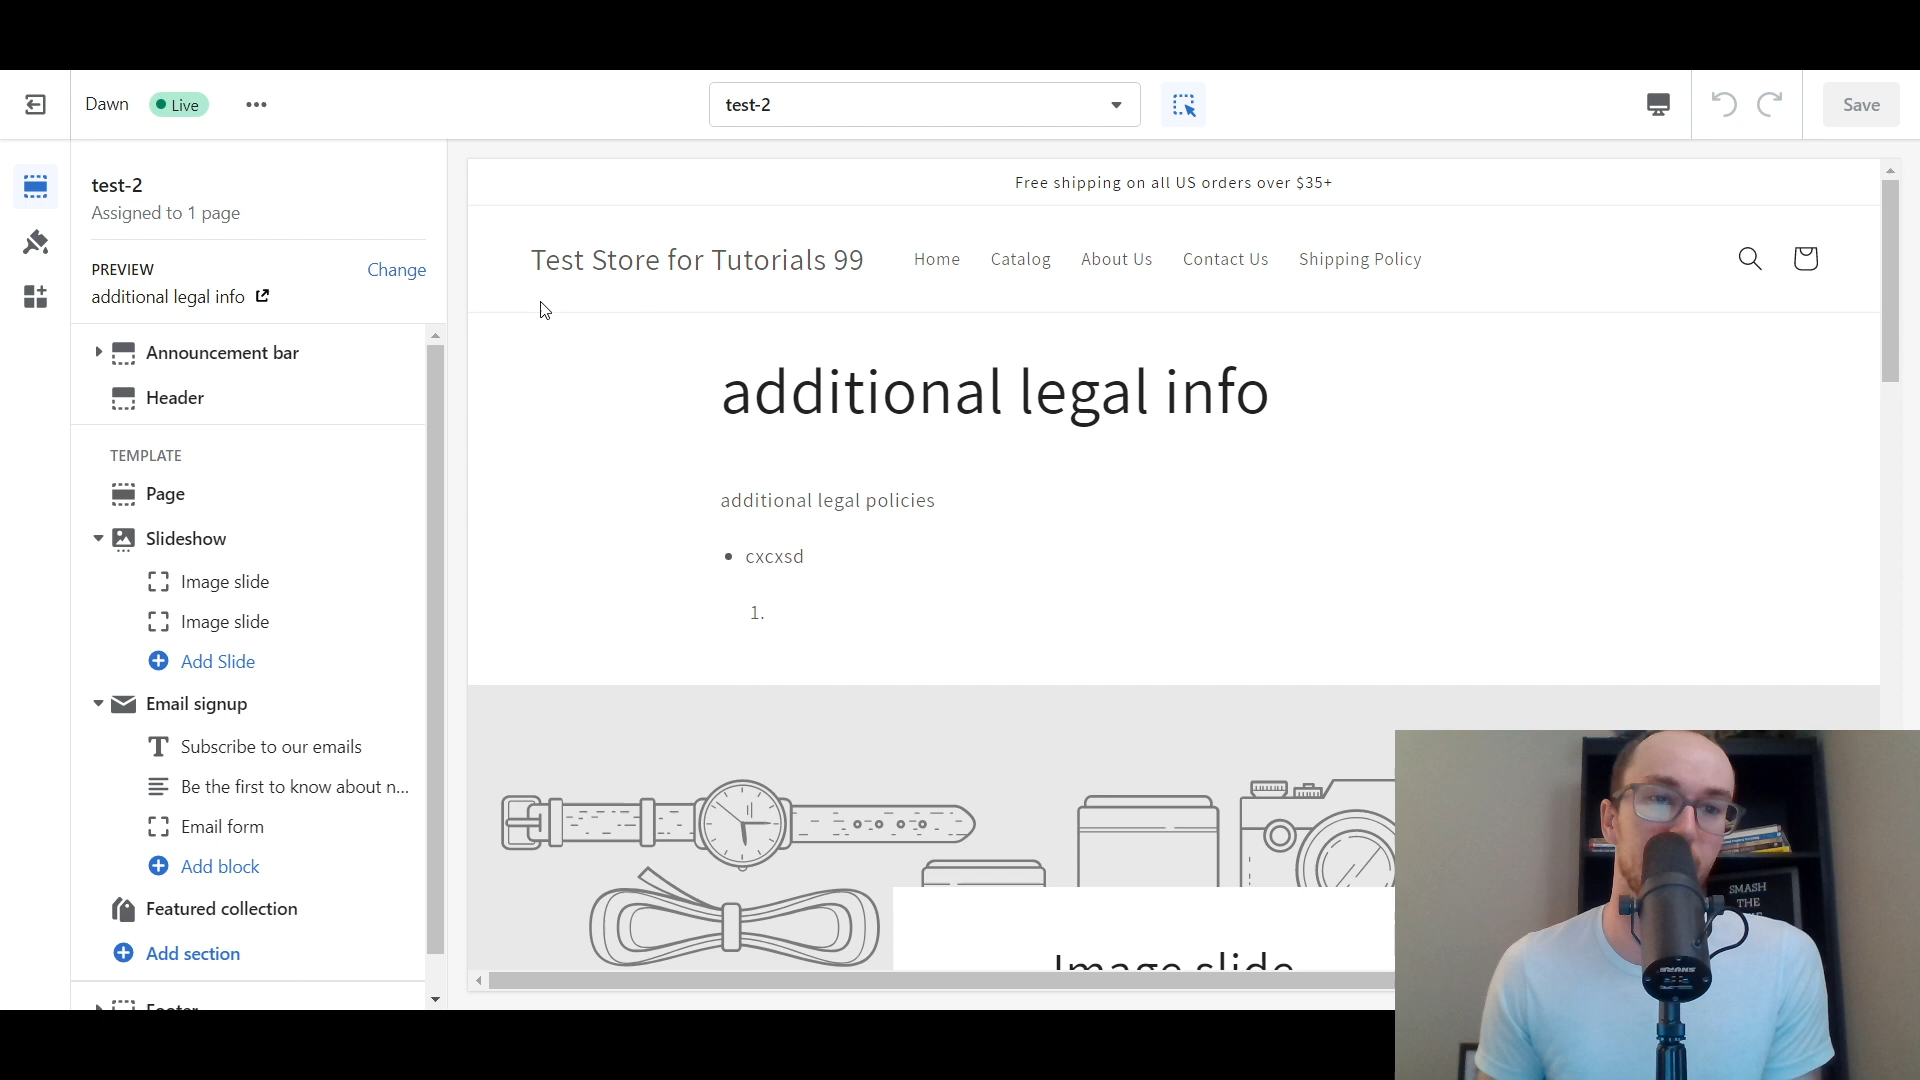 Dawn
Live
test-2
Save
test-2
Assigned to 1 page
PREVIEW
Change
additional legal info
Announcement bar
Header
TEMPLATE
Page
Slideshow
Image slide
Image slide
Add Slide
Email signup
Subscribe to our emails
Be the first to know about n...
Email form
Add block
Featured collection
Add section
Footer
Free shipping on all US orders over $35+
Test Store for Tutorials 99
Home
Catalog
About Us
Contact Us
Shipping Policy
additional legal info
additional legal policies
• cxcxsd
1.
Image slide
SMASH
THE
SHURE